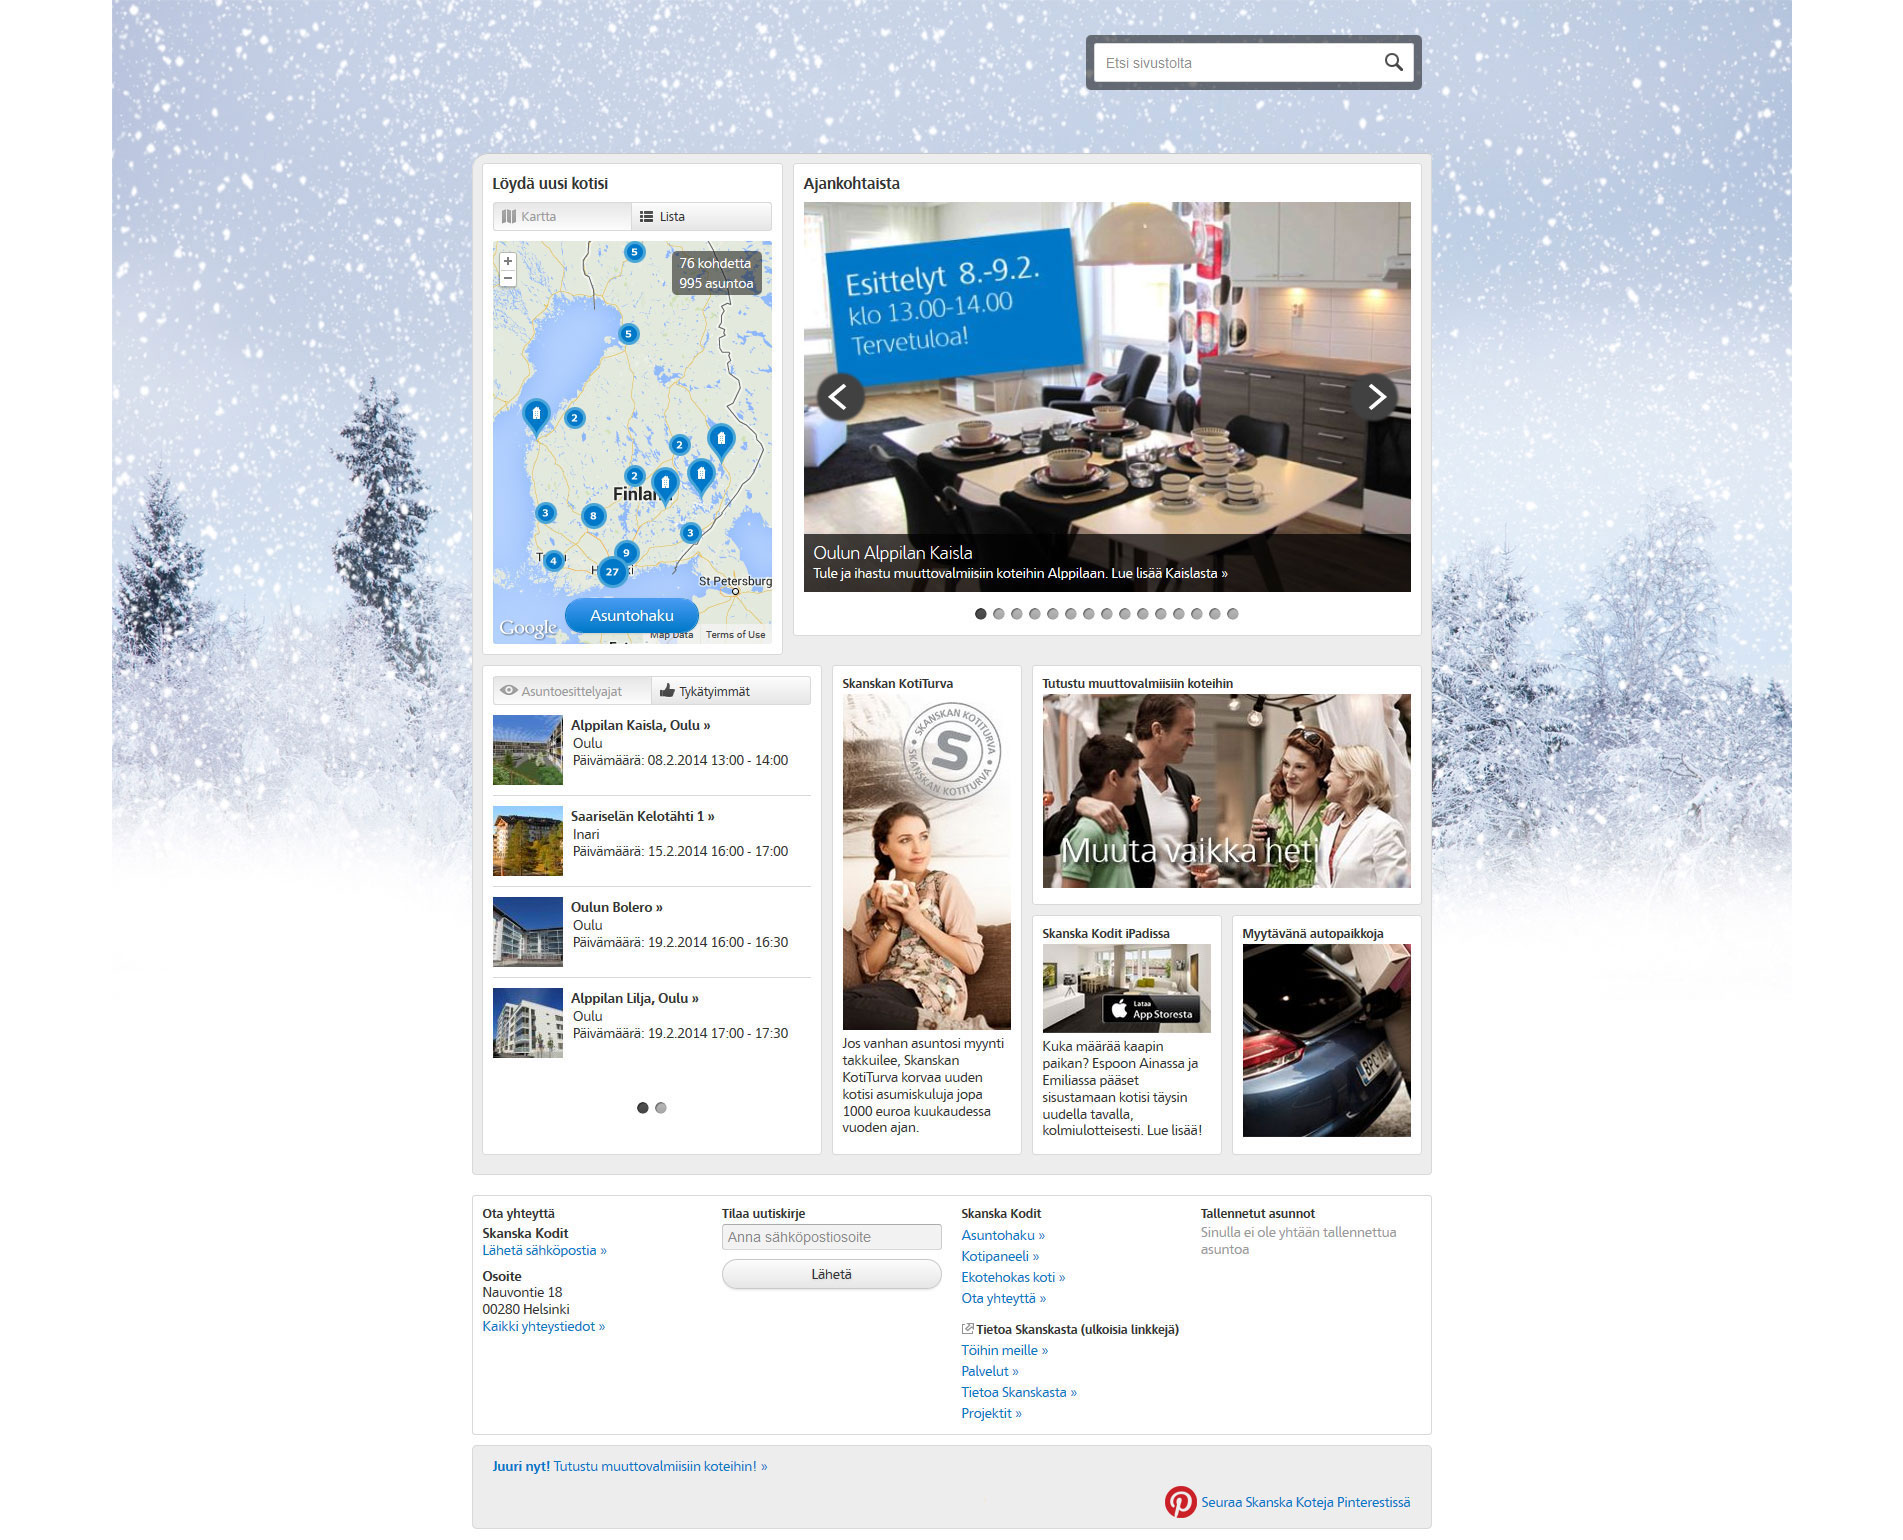 Etsi sivustolta
Löydä uusi kotisi
Kartta
Lista
76 kohdetta
995 asuntoa
+
−
5
5
2
2
2
Finlan
3
8
3
9
4
27
St Petersburg
Asuntohaku
Google
Map Data
Terms of Use
Ajankohtaista
Esittelyt 8.-9.2.
klo 13.00-14.00
Tervetuloa!
Oulun Alppilan Kaisla
Tule ja ihastu muuttovalmiisiin koteihin Alppilaan. Lue lisää Kaislasta »
Asuntoesittelyajat
Tykätyimmät
Alppilan Kaisla, Oulu »
Oulu
Päivämäärä: 08.2.2014 13:00 - 14:00
Saariselän Kelotähti 1 »
Inari
Päivämäärä: 15.2.2014 16:00 - 17:00
Oulun Bolero »
Oulu
Päivämäärä: 19.2.2014 16:00 - 16:30
Alppilan Lilja, Oulu »
Oulu
Päivämäärä: 19.2.2014 17:00 - 17:30
Skanskan KotiTurva
• SKANSKAN KOTITURVA • SKANSKAN KOTITURVA
S
Jos vanhan asuntosi myynti
takkuilee, Skanskan
KotiTurva korvaa uuden
kotisi asumiskuluja jopa
1000 euroa kuukaudessa
vuoden ajan.
Tutustu muuttovalmiisiin koteihin
Muuta vaikka heti
Skanska Kodit iPadissa
Lataa
App Storesta
Kuka määrää kaapin
paikan? Espoon Ainassa ja
Emiliassa pääset
sisustamaan kotisi täysin
uudella tavalla,
kolmiulotteisesti. Lue lisää!
Myytävänä autopaikkoja
Ota yhteyttä
Skanska Kodit
Lähetä sähköpostia »
Osoite
Nauvontie 18
00280 Helsinki
Kaikki yhteystiedot »
Tilaa uutiskirje
Anna sähköpostiosoite
Lähetä
Skanska Kodit
Asuntohaku »
Kotipaneeli »
Ekotehokas koti »
Ota yhteyttä »
Tietoa Skanskasta (ulkoisia linkkejä)
Töihin meille »
Palvelut »
Tietoa Skanskasta »
Projektit »
Tallennetut asunnot
Sinulla ei ole yhtään tallennettua
asuntoa
Juuri nyt! Tutustu muuttovalmiisiin koteihin! »
Seuraa Skanska Koteja Pinterestissä